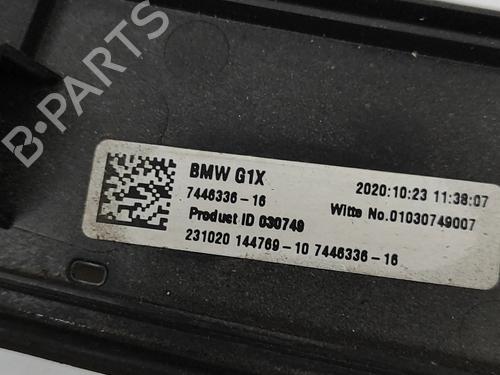 B-PARTS
BMW G1X
7446336-16
2020:10:23 11:38:07
Product ID 030749
Witte No.01030749007
231020 144769-10 7446336-16